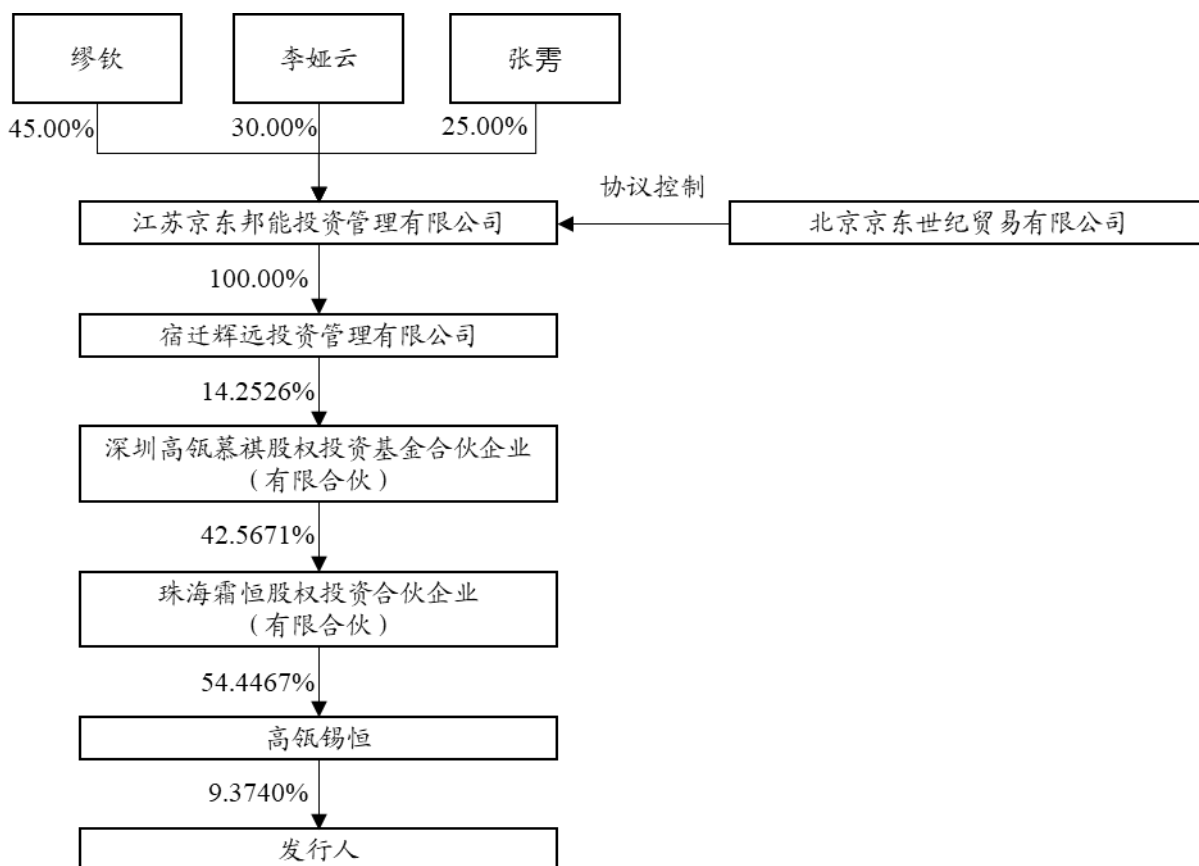 缪钦
李娅云
张雱
45.00%
30.00%
25.00%
协议控制
江苏京东邦能投资管理有限公司
北京京东世纪贸易有限公司
100.00%
宿迁辉远投资管理有限公司
14.2526%
深圳高瓴慕祺股权投资基金合伙企业
（有限合伙）
42.5671%
珠海霜恒股权投资合伙企业
（有限合伙）
54.4467%
高瓴锡恒
9.3740%
发行人